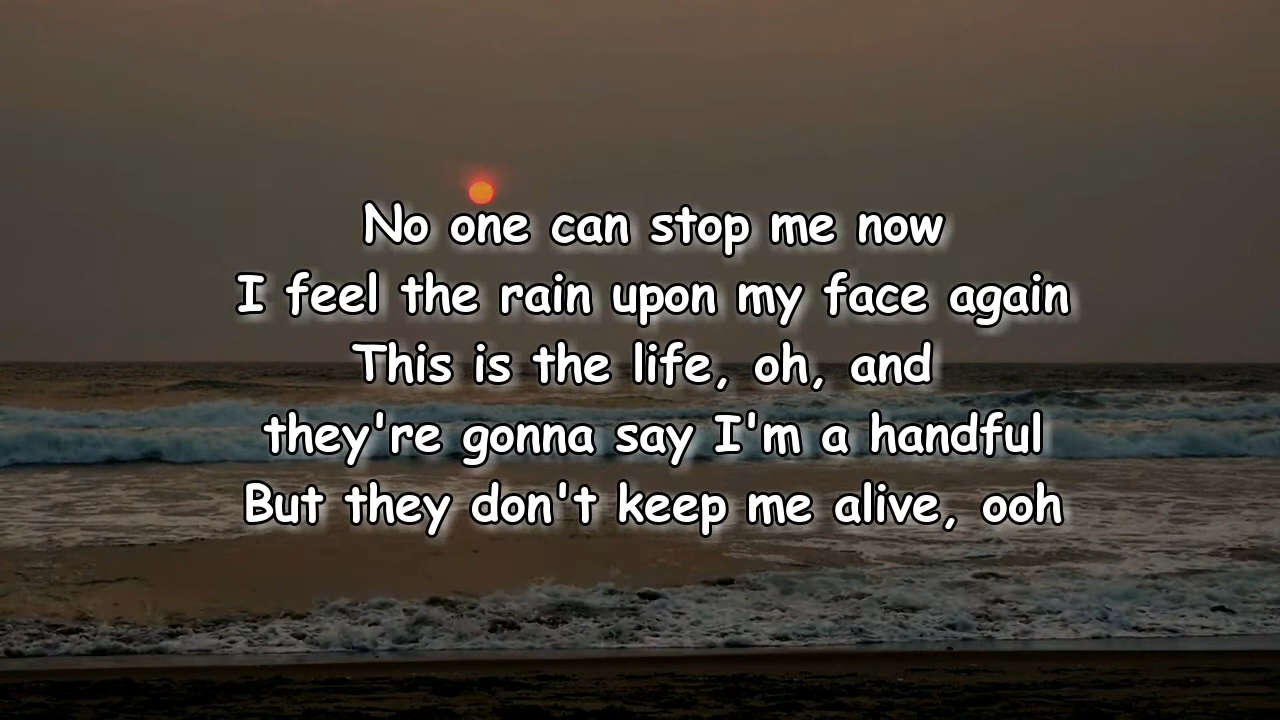 No one can stop me now
I feel the rain upon my face again
This is the life, oh, and
they're gonna say I'm a handful
But they don't keep me alive, ooh